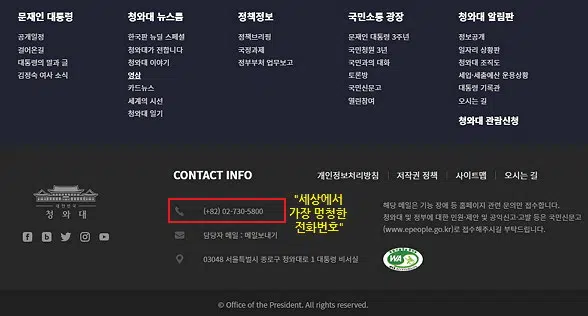 문재인 대통령
공개일정
걸어온길
대통령의 말과 글
김정숙 여사 소식
청와대 뉴스룸
한국판 뉴딜 스페셜
청와대가 전합니다
청와대 이야기
영상
카드뉴스
세계의 시선
청와대 일기
정책정보
정책브리핑
국정과제
정부부처 업무보고
국민소통 광장
문재인 대통령 3주년
국민청원 3년
국민과의 대화
토론방
국민신문고
열린참여
청와대 알림판
정보공개
일자리 상황판
청와대 조직도
세입·세출예산 운용상황
대통령 기록관
오시는 길
청와대 관람신청
대한민국
청와대
CONTACT INFO
(+82) 02-730-5800
담당자 메일 : 메일보내기
03048 서울특별시 종로구 청와대로 1 대통령 비서실
"세상에서
가장 멍청한
전화번호"
개인정보처리방침
저작권 정책
사이트맵
오시는 길
해당 메일은 기능 장애 등 홈페이지 관련 문의만 접수합니다.
청와대 및 정부에 대한 민원·제안 및 공익신고·고발 등은 국민신문고
(www.epeople.go.kr)로 접수해주시길 부탁드립니다.
WA
© Office of the President. All rights reserved.